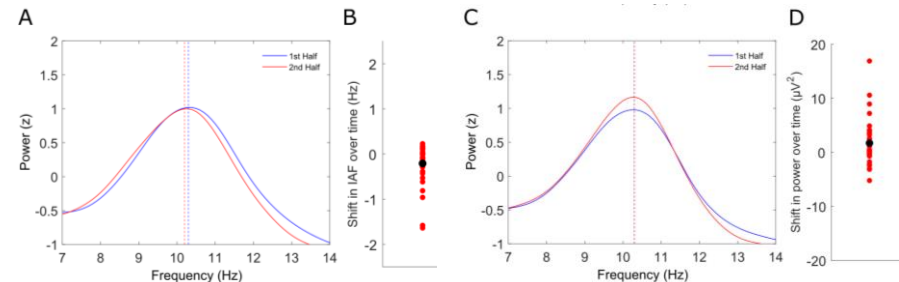 A
Power (z)
2
1.5
1
0.5
0
-0.5
-1
7 8 9 10 11 12 13 14
Frequency (Hz)
1st Half
2nd Half
B
Shift in IAF over time (Hz)
2
1
0
-1
-2
C
Power (z)
2
1.5
1
0.5
0
-0.5
-1
7 8 9 10 11 12 13 14
Frequency (Hz)
1st Half
2nd Half
D
Shift in power over time (µV²)
20
10
0
-10
-20